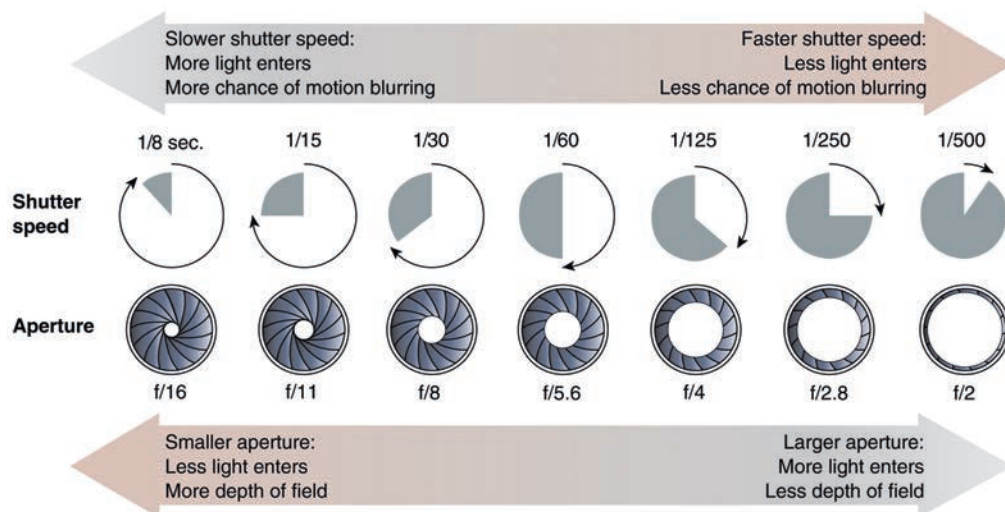 Slower shutter speed:
More light enters
More chance of motion blurring
Faster shutter speed:
Less light enters
Less chance of motion blurring
1/8 sec.
1/15
1/30
1/60
1/125
1/250
1/500
Shutter
speed
Aperture
f/16
f/11
f/8
f/5.6
f/4
f/2.8
f/2
Smaller aperture:
Less light enters
More depth of field
Larger aperture:
More light enters
Less depth of field